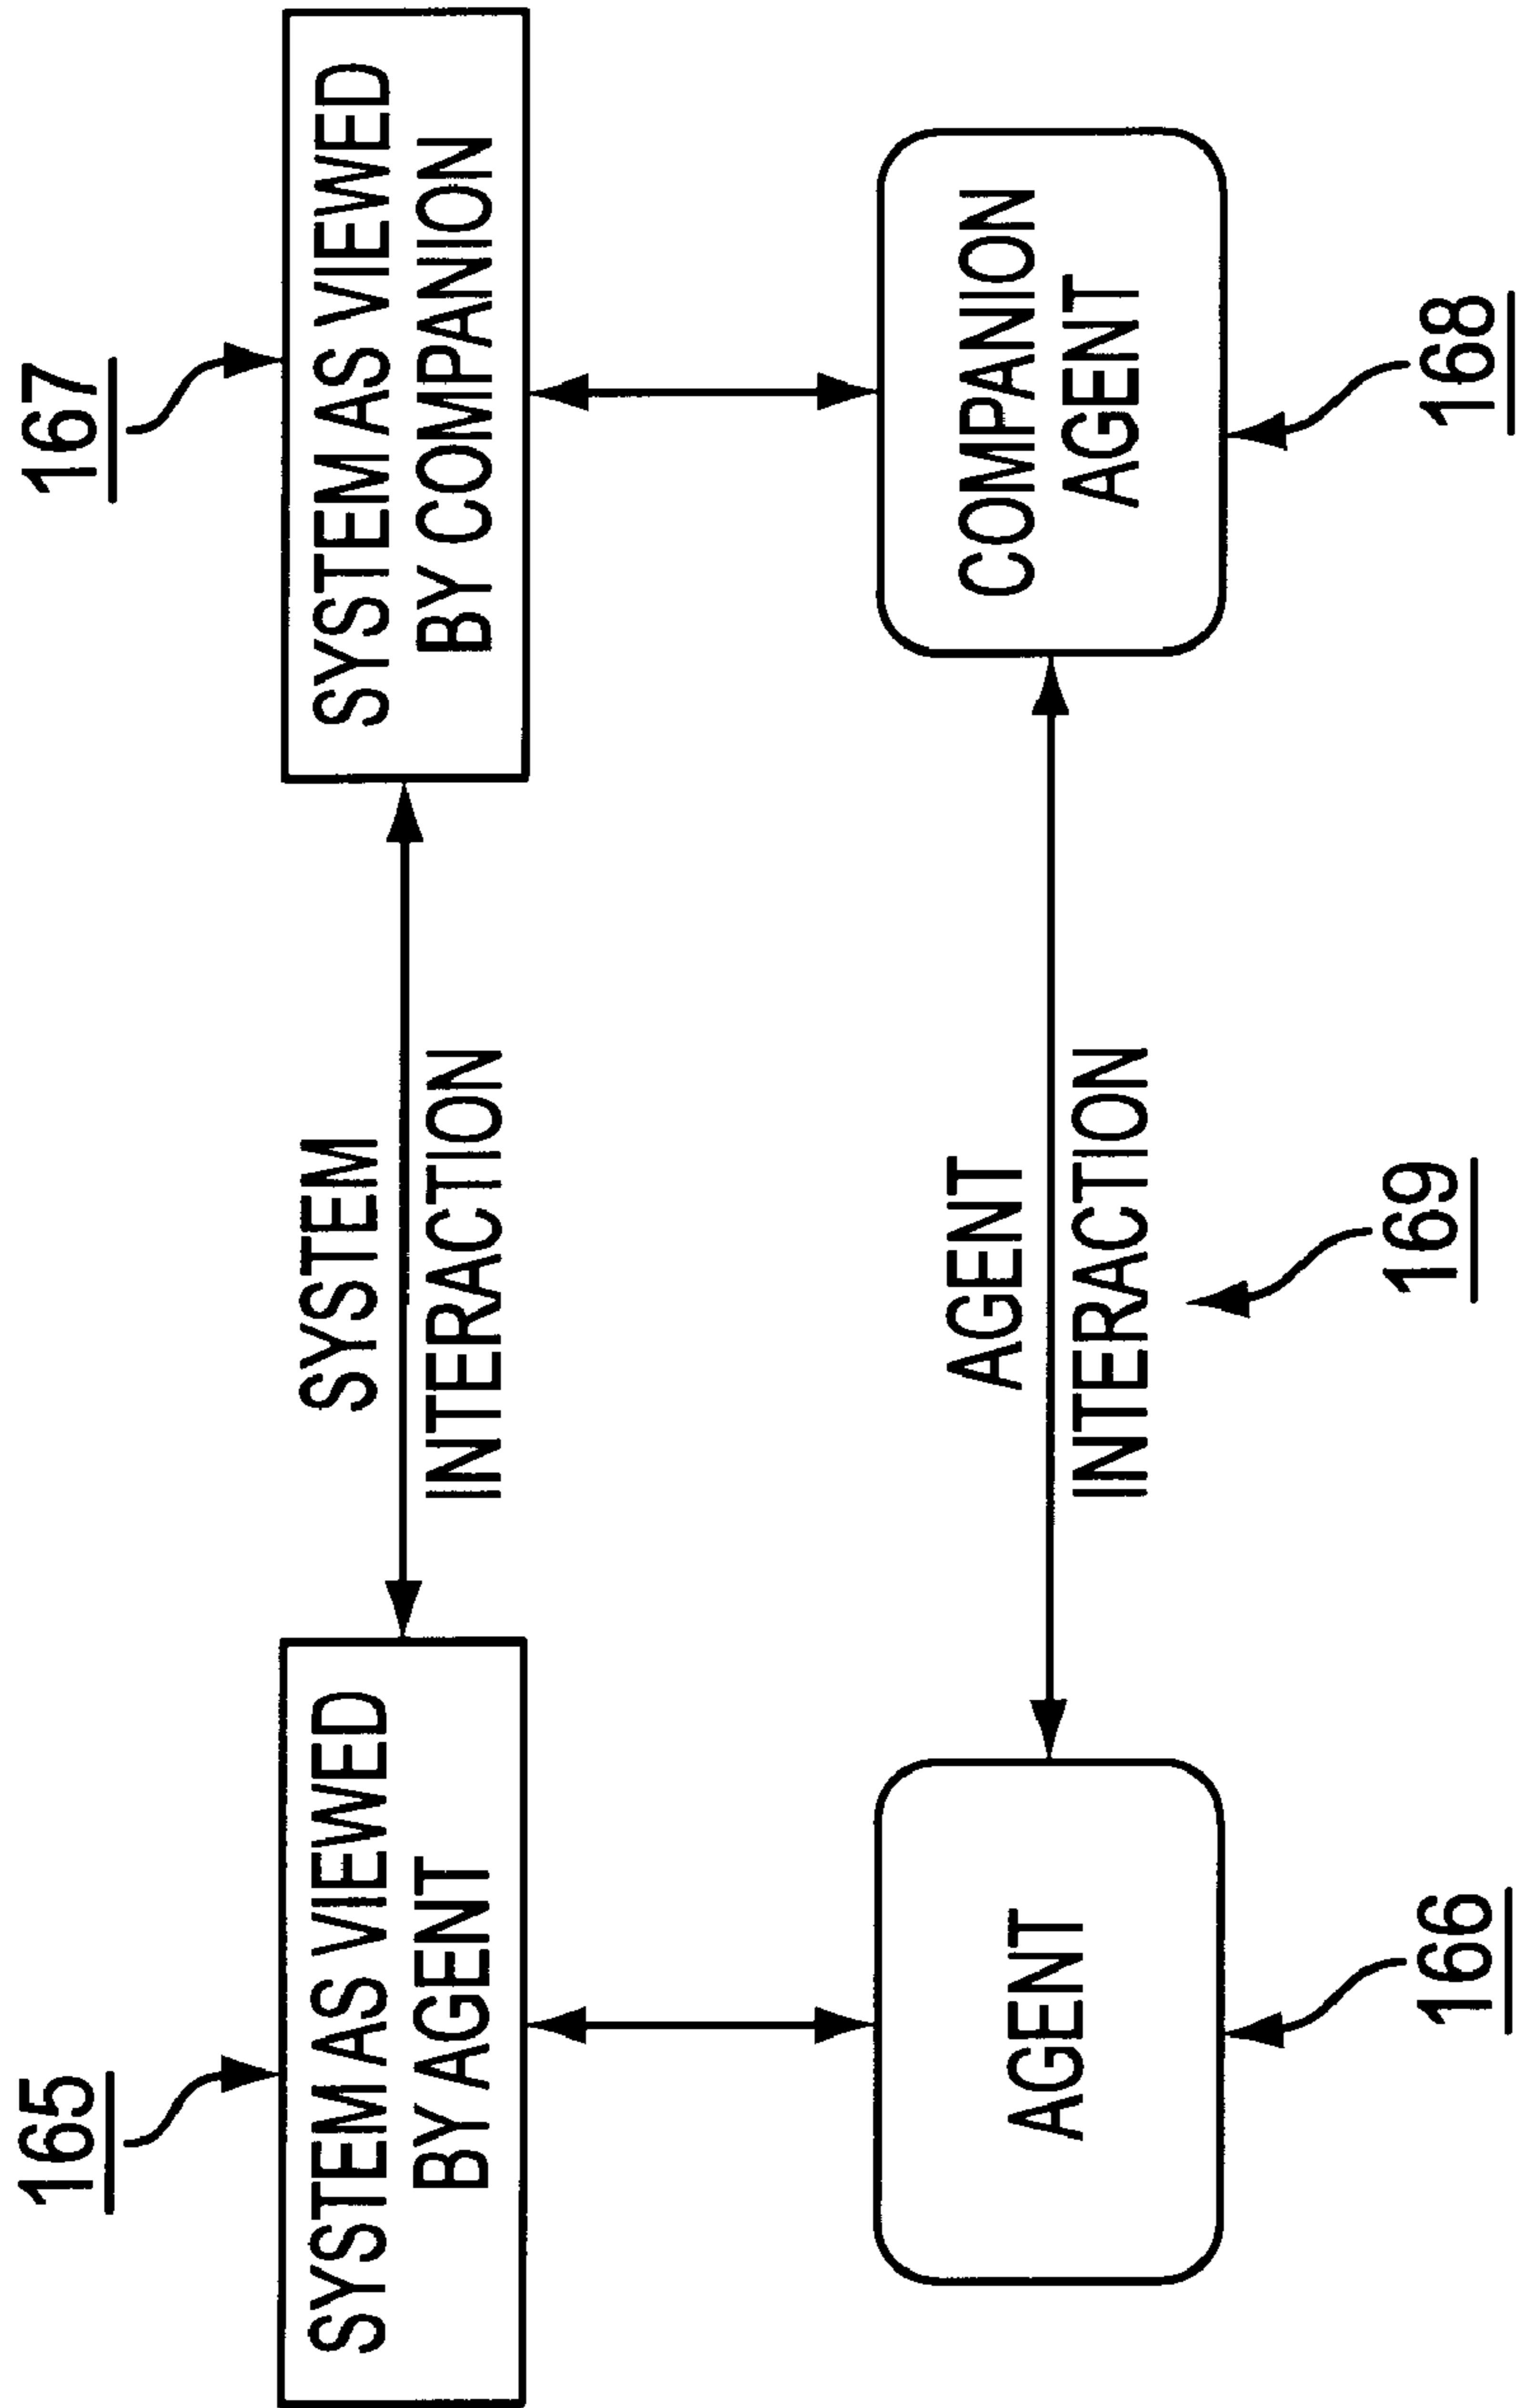 165
167
SYSTEM AS VIEWED
BY AGENT
SYSTEM
INTERACTION
SYSTEM AS VIEWED
BY COMPANION
AGENT
AGENT
INTERACTION
COMPANION
AGENT
166
169
168